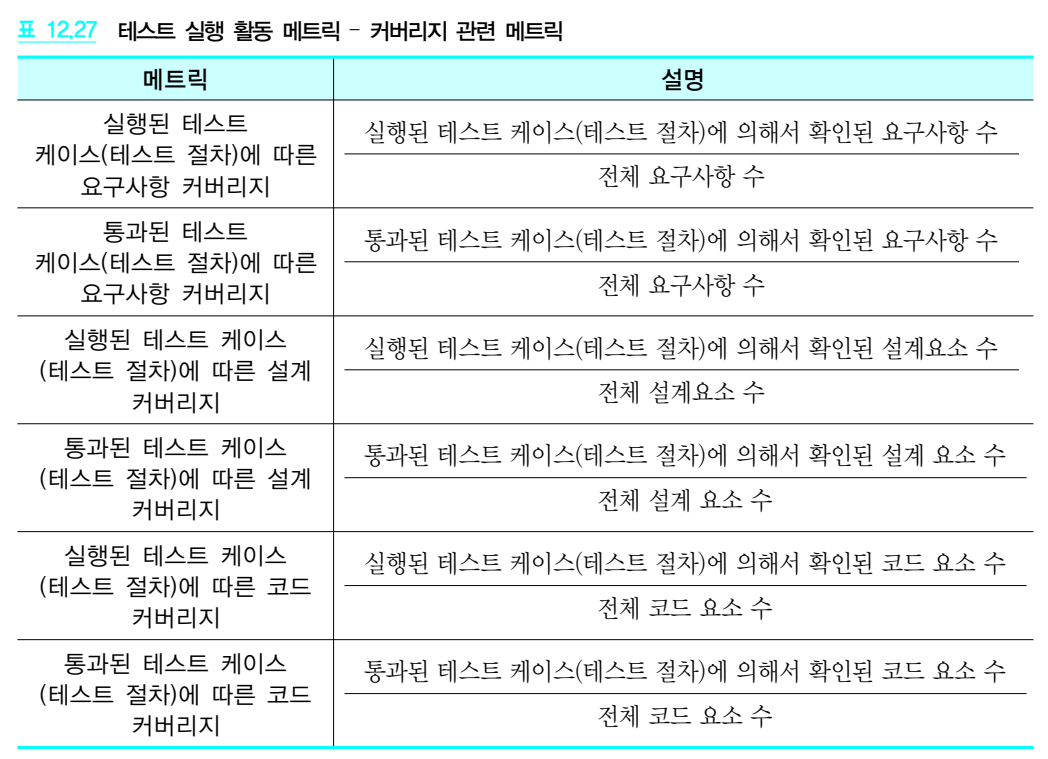 표 12.27 테스트 실행 활동 메트릭 - 커버리지 관련 메트릭
메트릭
설명
실행된 테스트
케이스(테스트 절차)에 따른
요구사항 커버리지
실행된 테스트 케이스(테스트 절차)에 의해서 확인된 요구사항 수
전체 요구사항 수
통과된 테스트
케이스(테스트 절차)에 따른
요구사항 커버리지
통과된 테스트 케이스(테스트 절차)에 의해서 확인된 요구사항 수
전체 요구사항 수
실행된 테스트 케이스
(테스트 절차)에 따른 설계
커버리지
실행된 테스트 케이스(테스트 절차)에 의해서 확인된 설계요소 수
전체 설계요소 수
통과된 테스트 케이스
(테스트 절차)에 따른 설계
커버리지
통과된 테스트 케이스(테스트 절차)에 의해서 확인된 설계 요소 수
전체 설계 요소 수
실행된 테스트 케이스
(테스트 절차)에 따른 코드
커버리지
실행된 테스트 케이스(테스트 절차)에 의해서 확인된 코드 요소 수
전체 코드 요소 수
통과된 테스트 케이스
(테스트 절차)에 따른 코드
커버리지
통과된 테스트 케이스(테스트 절차)에 의해서 확인된 코드 요소 수
전체 코드 요소 수